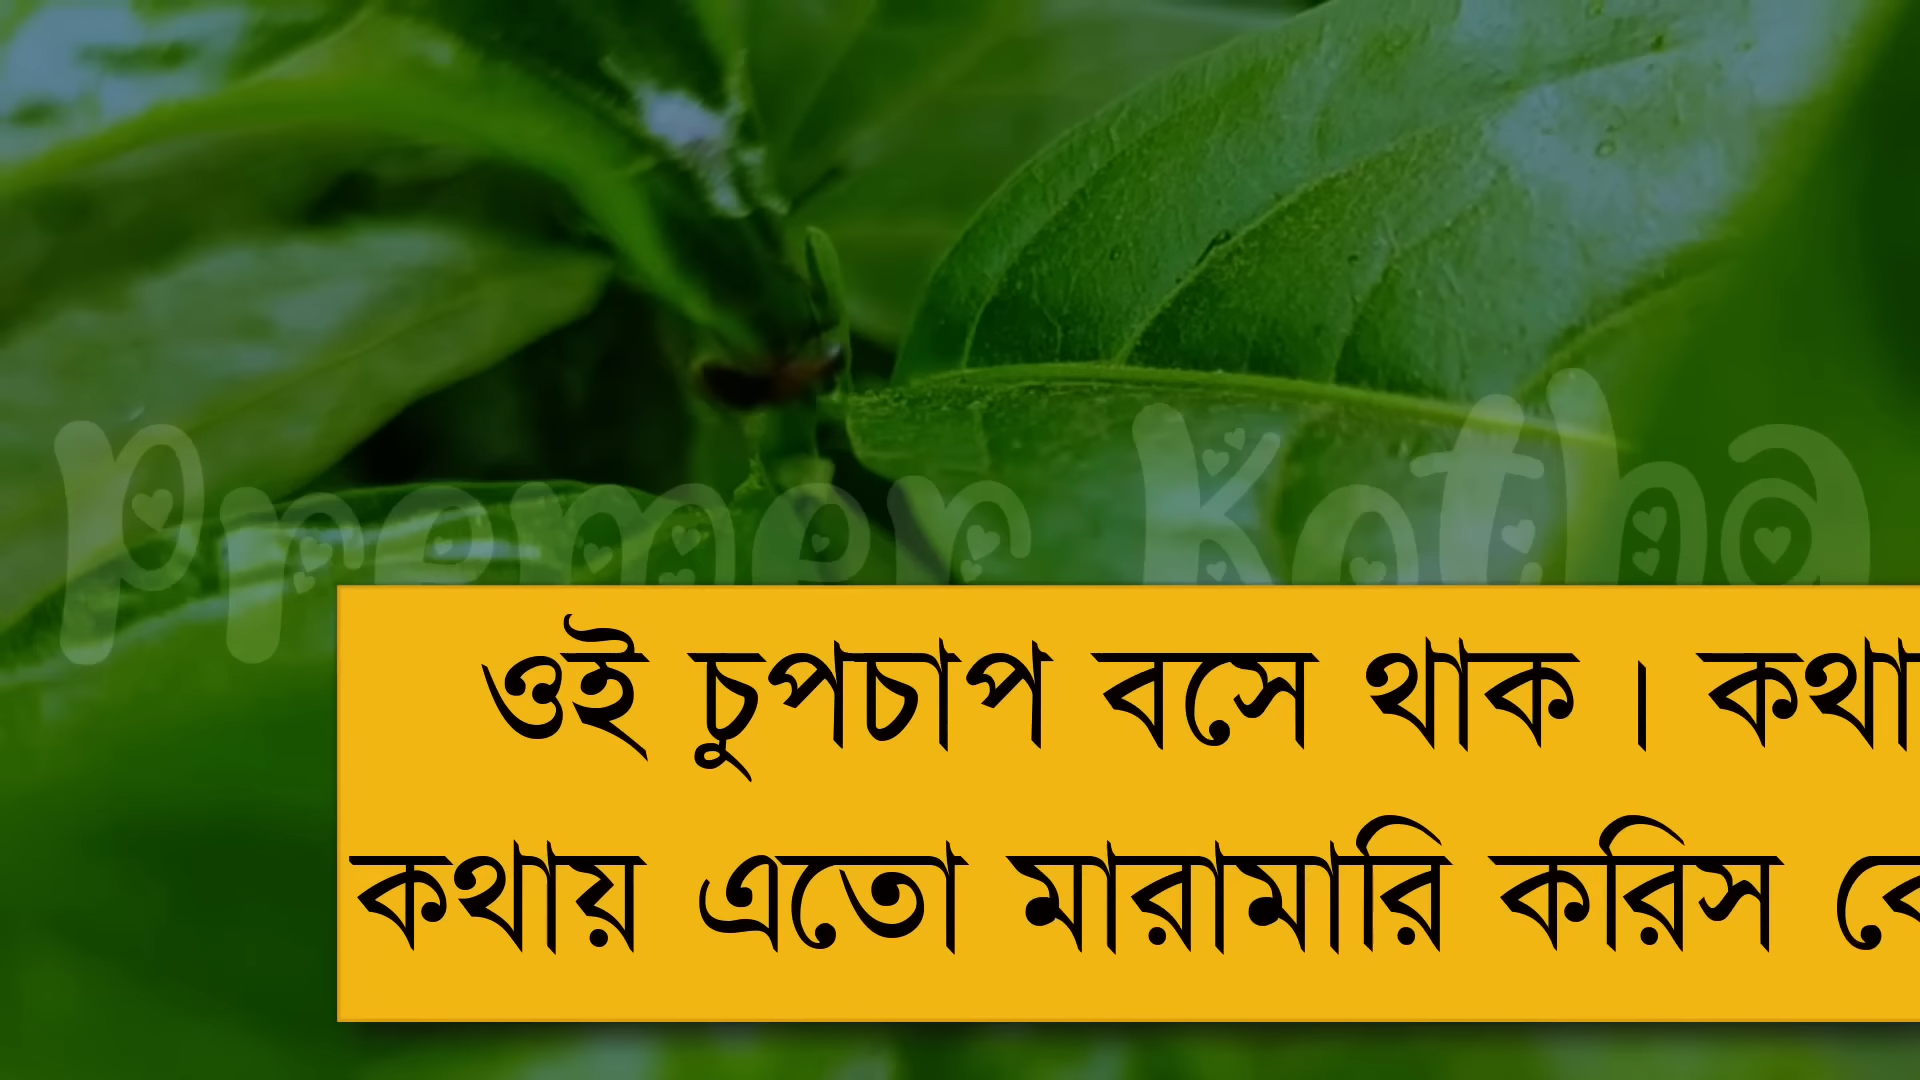 Premer Kotha
ওই চুপচাপ বসে থাক । কথা
কথায় এতো মারামারি করিস